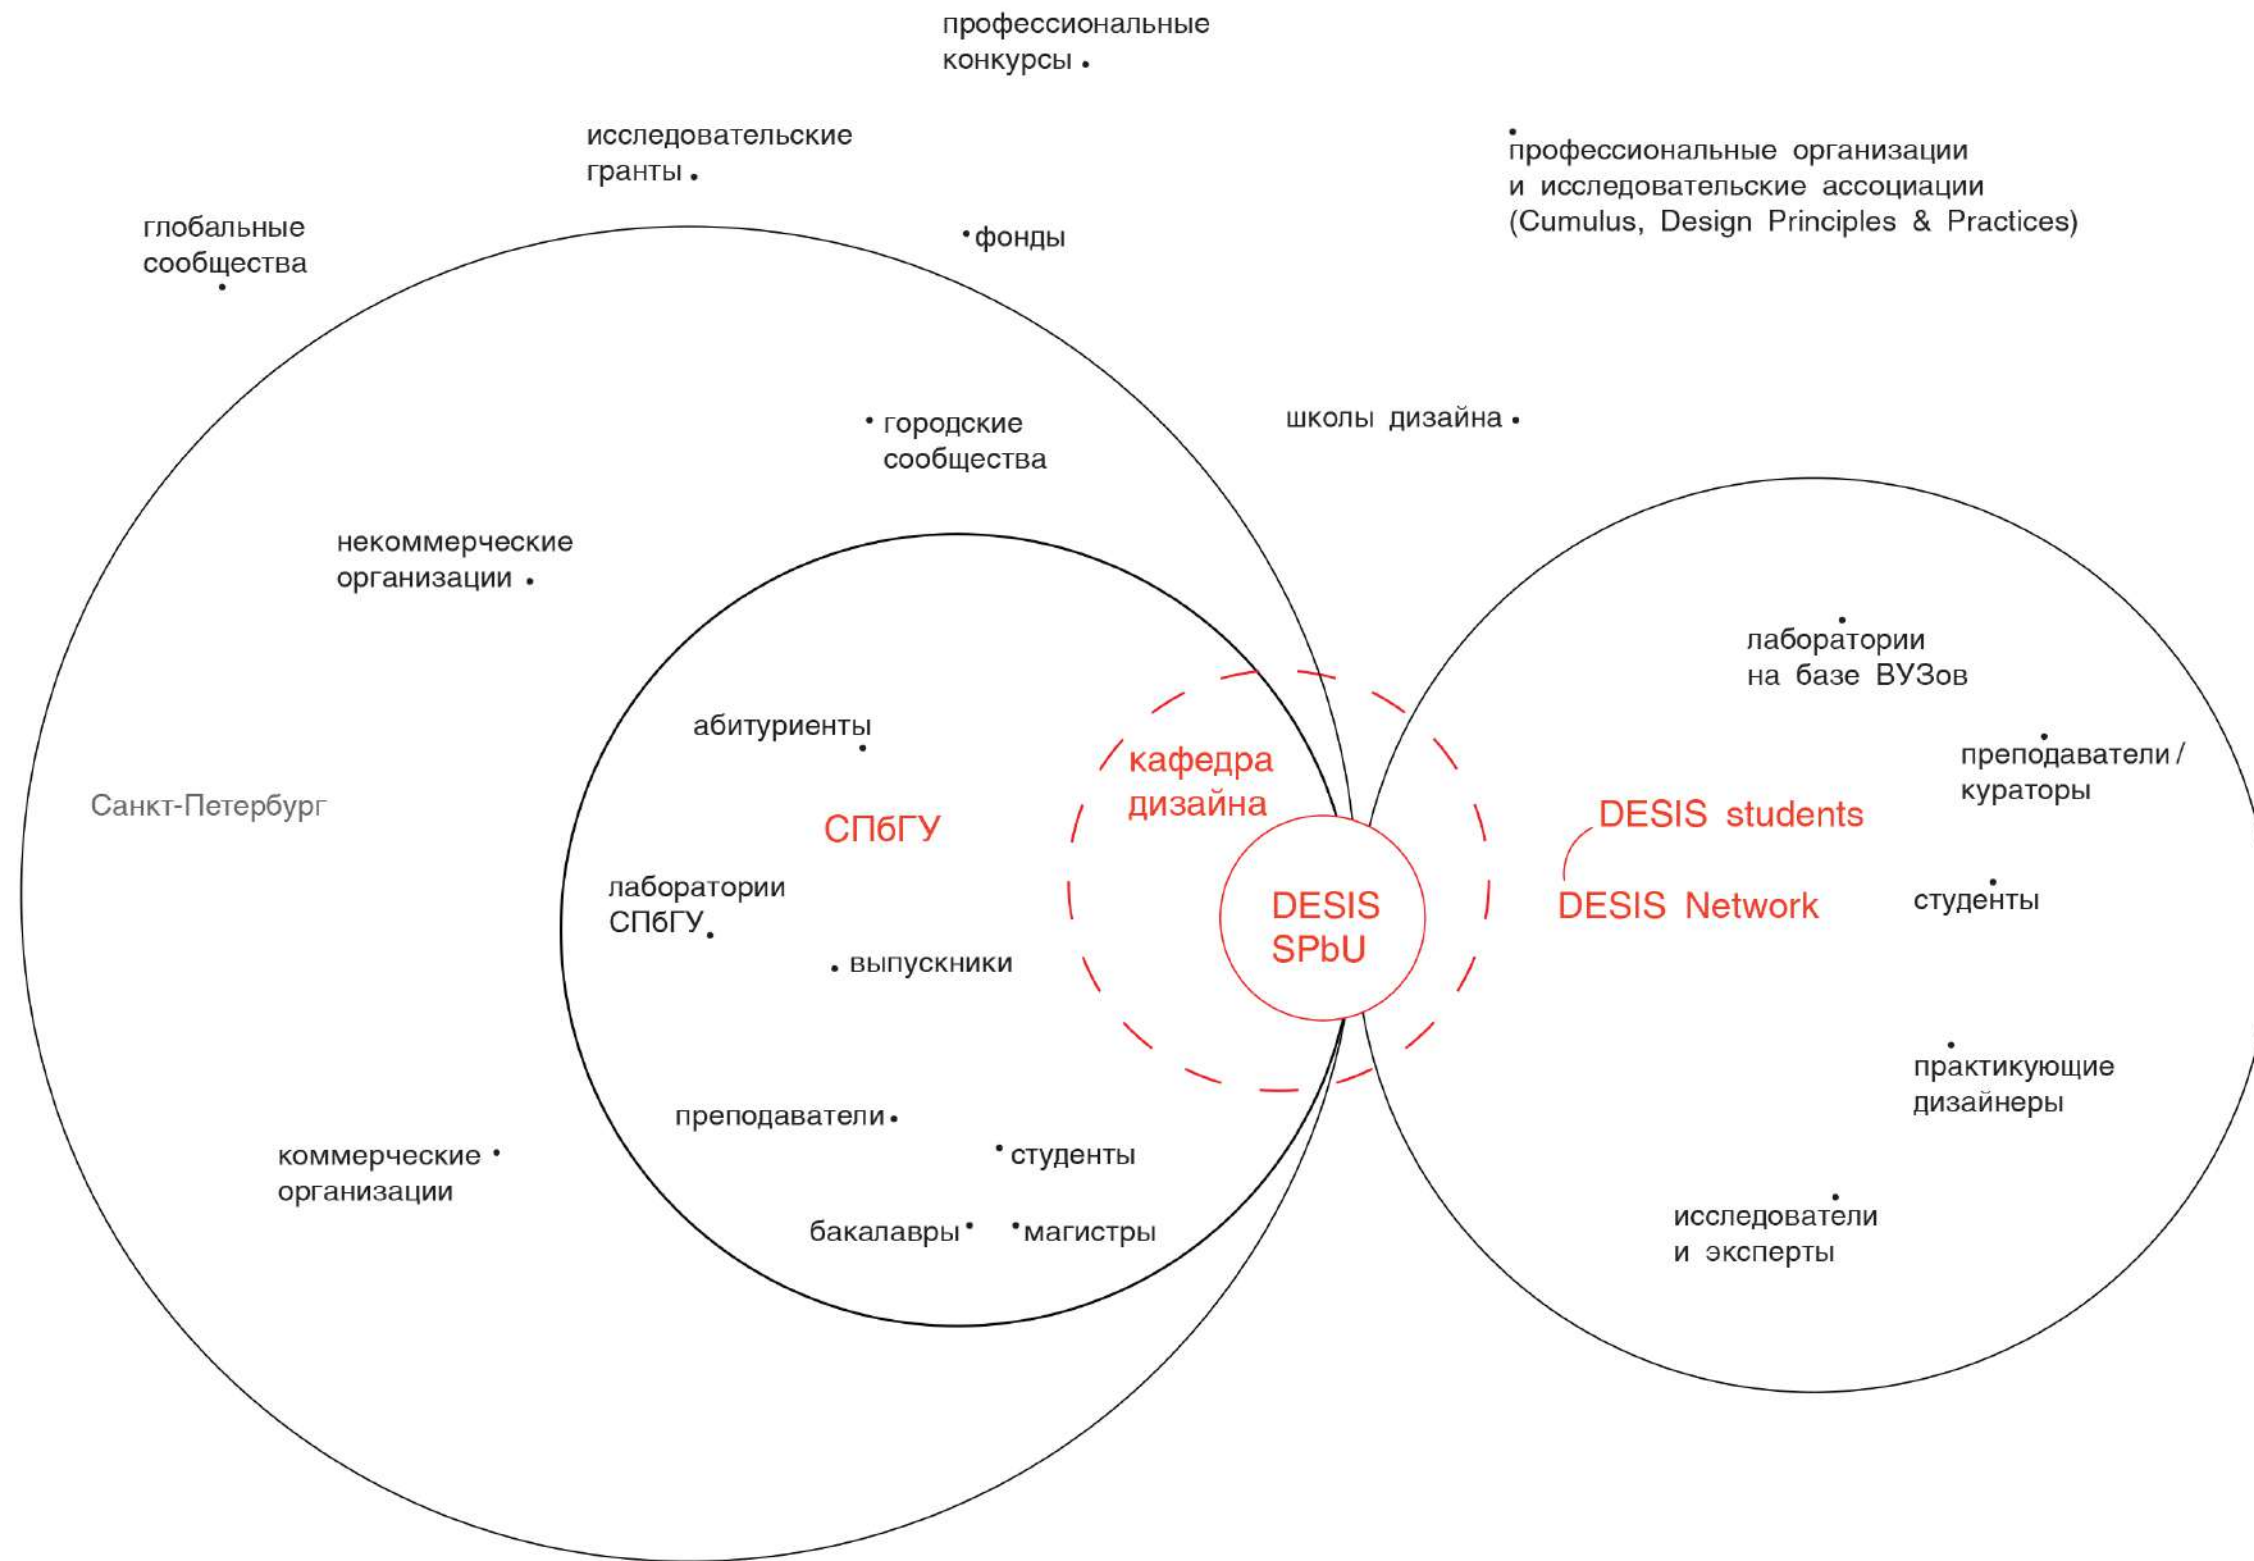 профессиональные
конкурсы
исследовательские
гранты
профессиональные организации
и исследовательские ассоциации
(Cumulus, Design Principles & Practices)
глобальные
сообщества
фонды
городские
сообщества
школы дизайна
некоммерческие
организации
лаборатории
на базе ВУЗов
абитуриенты
кафедра
дизайна
преподаватели /
кураторы
Санкт-Петербург
СПбГУ
DESIS students
лаборатории
СПбГУ
DESIS
SPbU
DESIS Network
студенты
выпускники
практикующие
дизайнеры
преподаватели
студенты
коммерческие
организации
бакалавры
магистры
исследователи
и эксперты